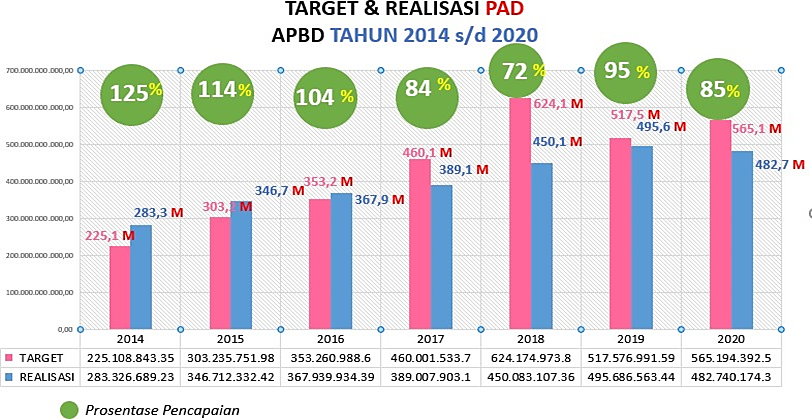 TARGET & REALISASI PAD
APBD TAHUN 2014 s/d 2020
125% 114% 104 % 84 % 72 % 95 % 85%
700.000.000.000,00
600.000.000.000,00
500.000.000.000,00
400.000.000.000,00
300.000.000.000,00
200.000.000.000,00
100.000.000.000,00
0,00
225,1 M 283,3 M
346,7 M
353,2 M 367,9 M
460,1 M 389,1 M
624,1 M 450,1 M
517,5 M 495,6 M
565,1 M 482,7 M
2014 2015 2016 2017 2018 2019 2020
TARGET 225.108.843.35 303.235.751.98 353.260.988.6 460.001.533.7 624.174.973.8 517.576.991.59 565.194.392.5
REALISASI 283.326.689.23 346.712.332.42 367.939.934.39 389.007.903.1 450.083.107.36 495.686.563.44 482.740.174.3
Prosentase Pencapaian